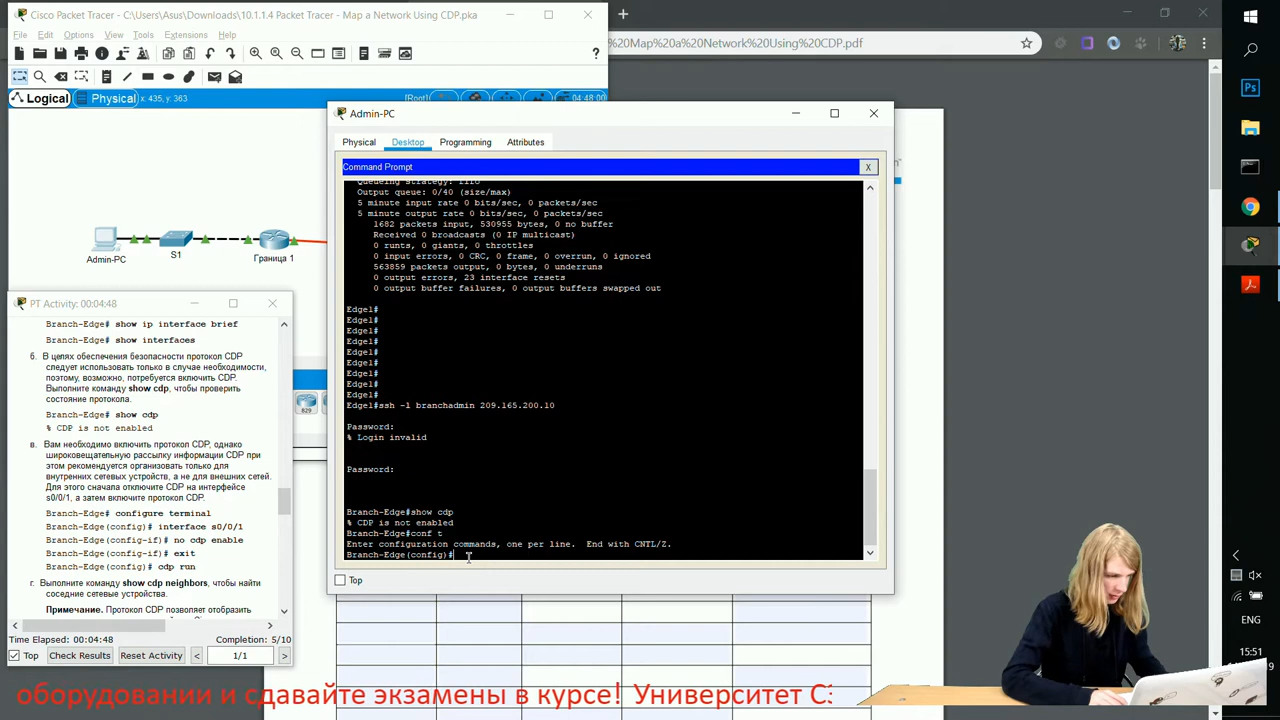 Cisco Packet Tracer - C:\Users\Asus\Downloads\10.1.1.4 Packet Tracer - Map a Network Using CDP.pka
File Edit Options View Tools Extensions Help
%20Map%20a%20Network%20Using%20CDP.pdf
?
Logical Physical x: 435, y: 363
[Root]
04:48:00
Admin-PC
S1
Граница 1
829
PT Activity: 00:04:48
Branch-Edge# show ip interface brief
Branch-Edge# show interfaces
б. В целях обеспечения безопасности протокол CDP
следует использовать только в случае необходимости,
поэтому, возможно, потребуется включить CDP.
Выполните команду show cdp, чтобы проверить
состояние протокола.
Branch-Edge# show cdp
% CDP is not enabled
в. Вам необходимо включить протокол CDP, однако
широковещательную рассылку информации CDP при
этом рекомендуется организовать только для
внутренних сетевых устройств, а не для внешних сетей.
Для этого сначала отключите CDP на интерфейсе
s0/0/1, а затем включите протокол CDP.
Branch-Edge# configure terminal
Branch-Edge(config)# interface s0/0/1
Branch-Edge(config)# no cdp enable
Branch-Edge(config)# exit
Branch-Edge(config)# cdp run
г. Выполните команду show cdp neighbors, чтобы найти
соседние сетевые устройства.
Примечание. Протокол CDP позволяет отобразить
Time Elapsed: 00:04:48 Completion: 5/10
Top Check Results Reset Activity < 1/1 >
Admin-PC
Physical Desktop Programming Attributes
Command Prompt X
5 minute input rate 0 bits/sec, 0 packets/sec
Output queue: 0/40 (size/max)
5 minute output rate 0 bits/sec, 0 packets/sec
1682 packets input, 530955 bytes, 0 no buffer
Received 0 broadcasts (0 IP multicast)
0 runts, 0 giants, 0 throttles
0 input errors, 0 CRC, 0 frame, 0 overrun, 0 ignored
563859 packets output, 0 bytes, 0 underruns
0 output errors, 23 interface resets
0 output buffer failures, 0 output buffers swapped out
Edge1#
Edge1#
Edge1#
Edge1#
Edge1#
Edge1#
Edge1#
Edge1#
Edge1#
Edge1#ssh -l branchadmin 209.165.200.10
Password:
% Login invalid
Password:
Branch-Edge#show cdp
% CDP is not enabled
Branch-Edge#conf t
Enter configuration commands, one per line. End with CNTL/Z.
Branch-Edge(config)#
Top
Ps
ENG
15:51
оборудовании и сдавайте экзамены в курсе! Университет